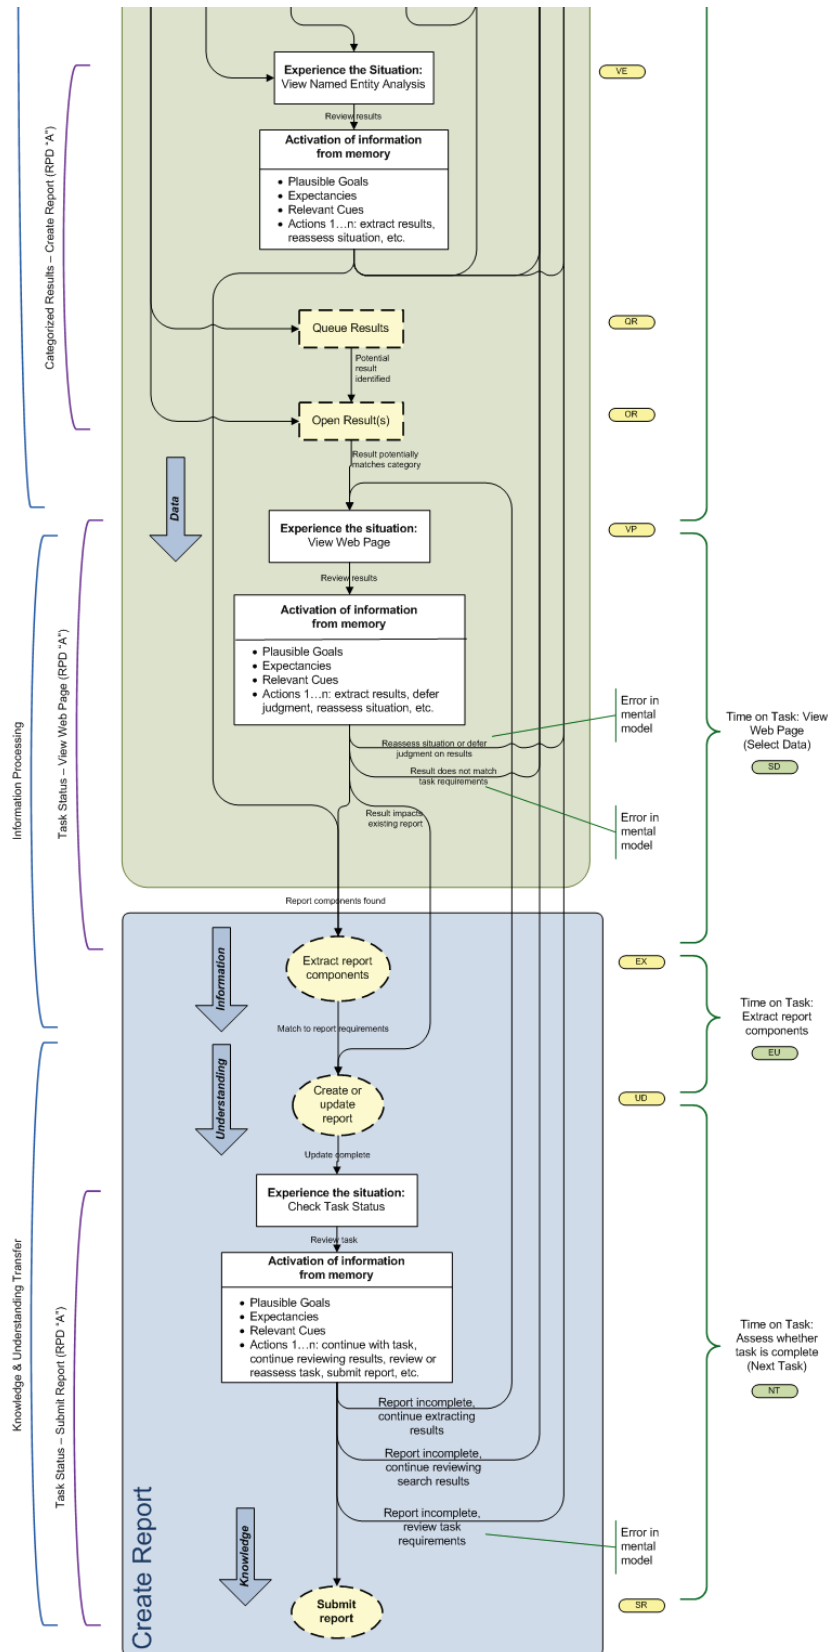 Experience the Situation:
View Named Entity Analysis
VE
Review results
Activation of information
from memory
• Plausible Goals
• Expectancies
• Relevant Cues
• Actions 1…n: extract results,
reassess situation, etc.
Categorized Results – Create Report (RPD “A”)
Queue Results
QR
Potential
result
identified
Open Result(s)
OR
Result potentially
matches category
Data
Experience the situation:
View Web Page
VP
Review results
Activation of information
from memory
• Plausible Goals
• Expectancies
• Relevant Cues
• Actions 1…n: extract results, defer
judgment, reassess situation, etc.
Information Processing
Task Status – View Web Page (RPD “A”)
Error in
mental
model
Time on Task: View
Web Page
(Select Data)
SD
Reassess situation or defer
judgment on results
Result does not match
task requirements
Result impacts
existing report
Error in
mental
model
Report components found
Extract report
components
EX
Information
Time on Task:
Extract report
components
EU
Match to report requirements
Understanding
Create or
update
report
UD
Update complete
Experience the situation:
Check Task Status
Review task
Activation of information
from memory
• Plausible Goals
• Expectancies
• Relevant Cues
• Actions 1…n: continue with task,
continue reviewing results, review or
reassess task, submit report, etc.
Knowledge & Understanding Transfer
Task Status – Submit Report (RPD “A”)
Time on Task:
Assess whether
task is complete
(Next Task)
NT
Report incomplete,
continue extracting
results
Report incomplete,
continue reviewing
search results
Report incomplete,
review task
requirements
Error in
mental
model
Knowledge
Create Report
Submit
report
SR